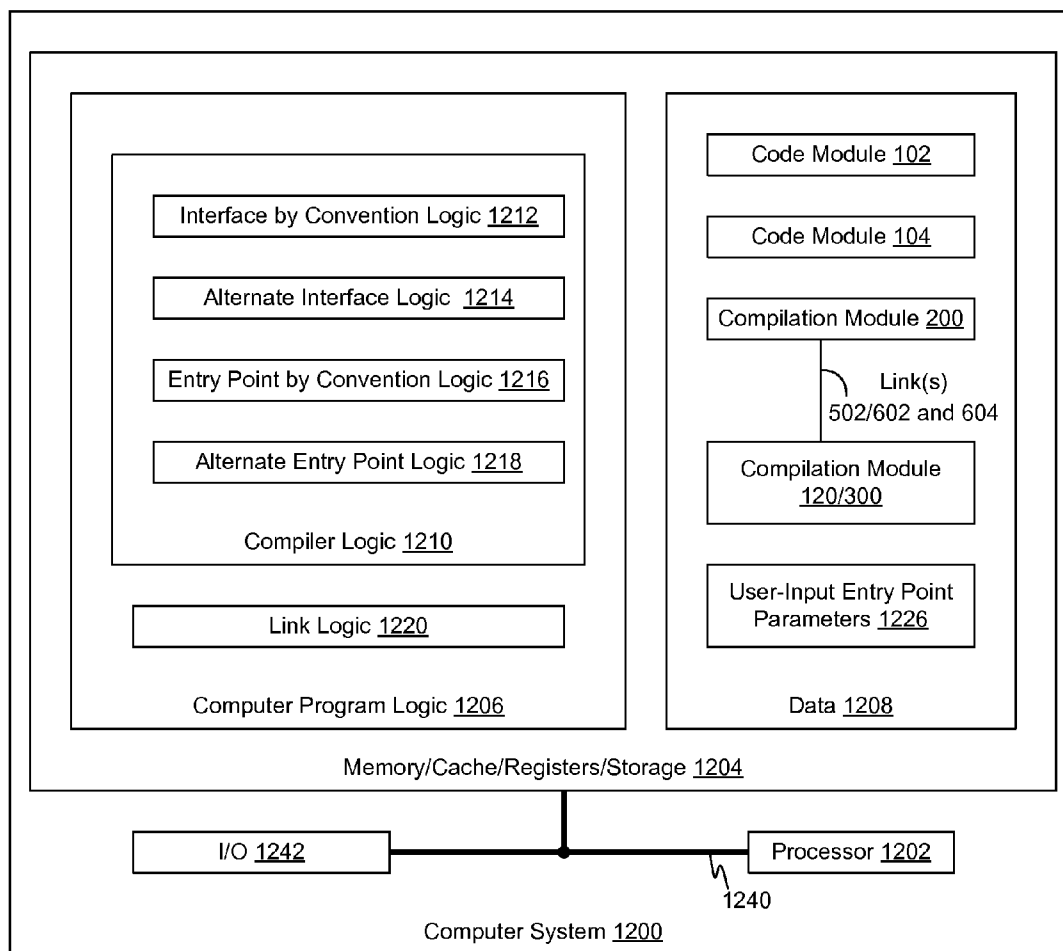 Interface by Convention Logic 1212
Alternate Interface Logic 1214
Entry Point by Convention Logic 1216
Alternate Entry Point Logic 1218
Compiler Logic 1210
Link Logic 1220
Computer Program Logic 1206
Code Module 102
Code Module 104
Compilation Module 200
Link(s)
502/602 and 604
Compilation Module
120/300
User-Input Entry Point
Parameters 1226
Data 1208
Memory/Cache/Registers/Storage 1204
I/O 1242
Processor 1202
1240
Computer System 1200